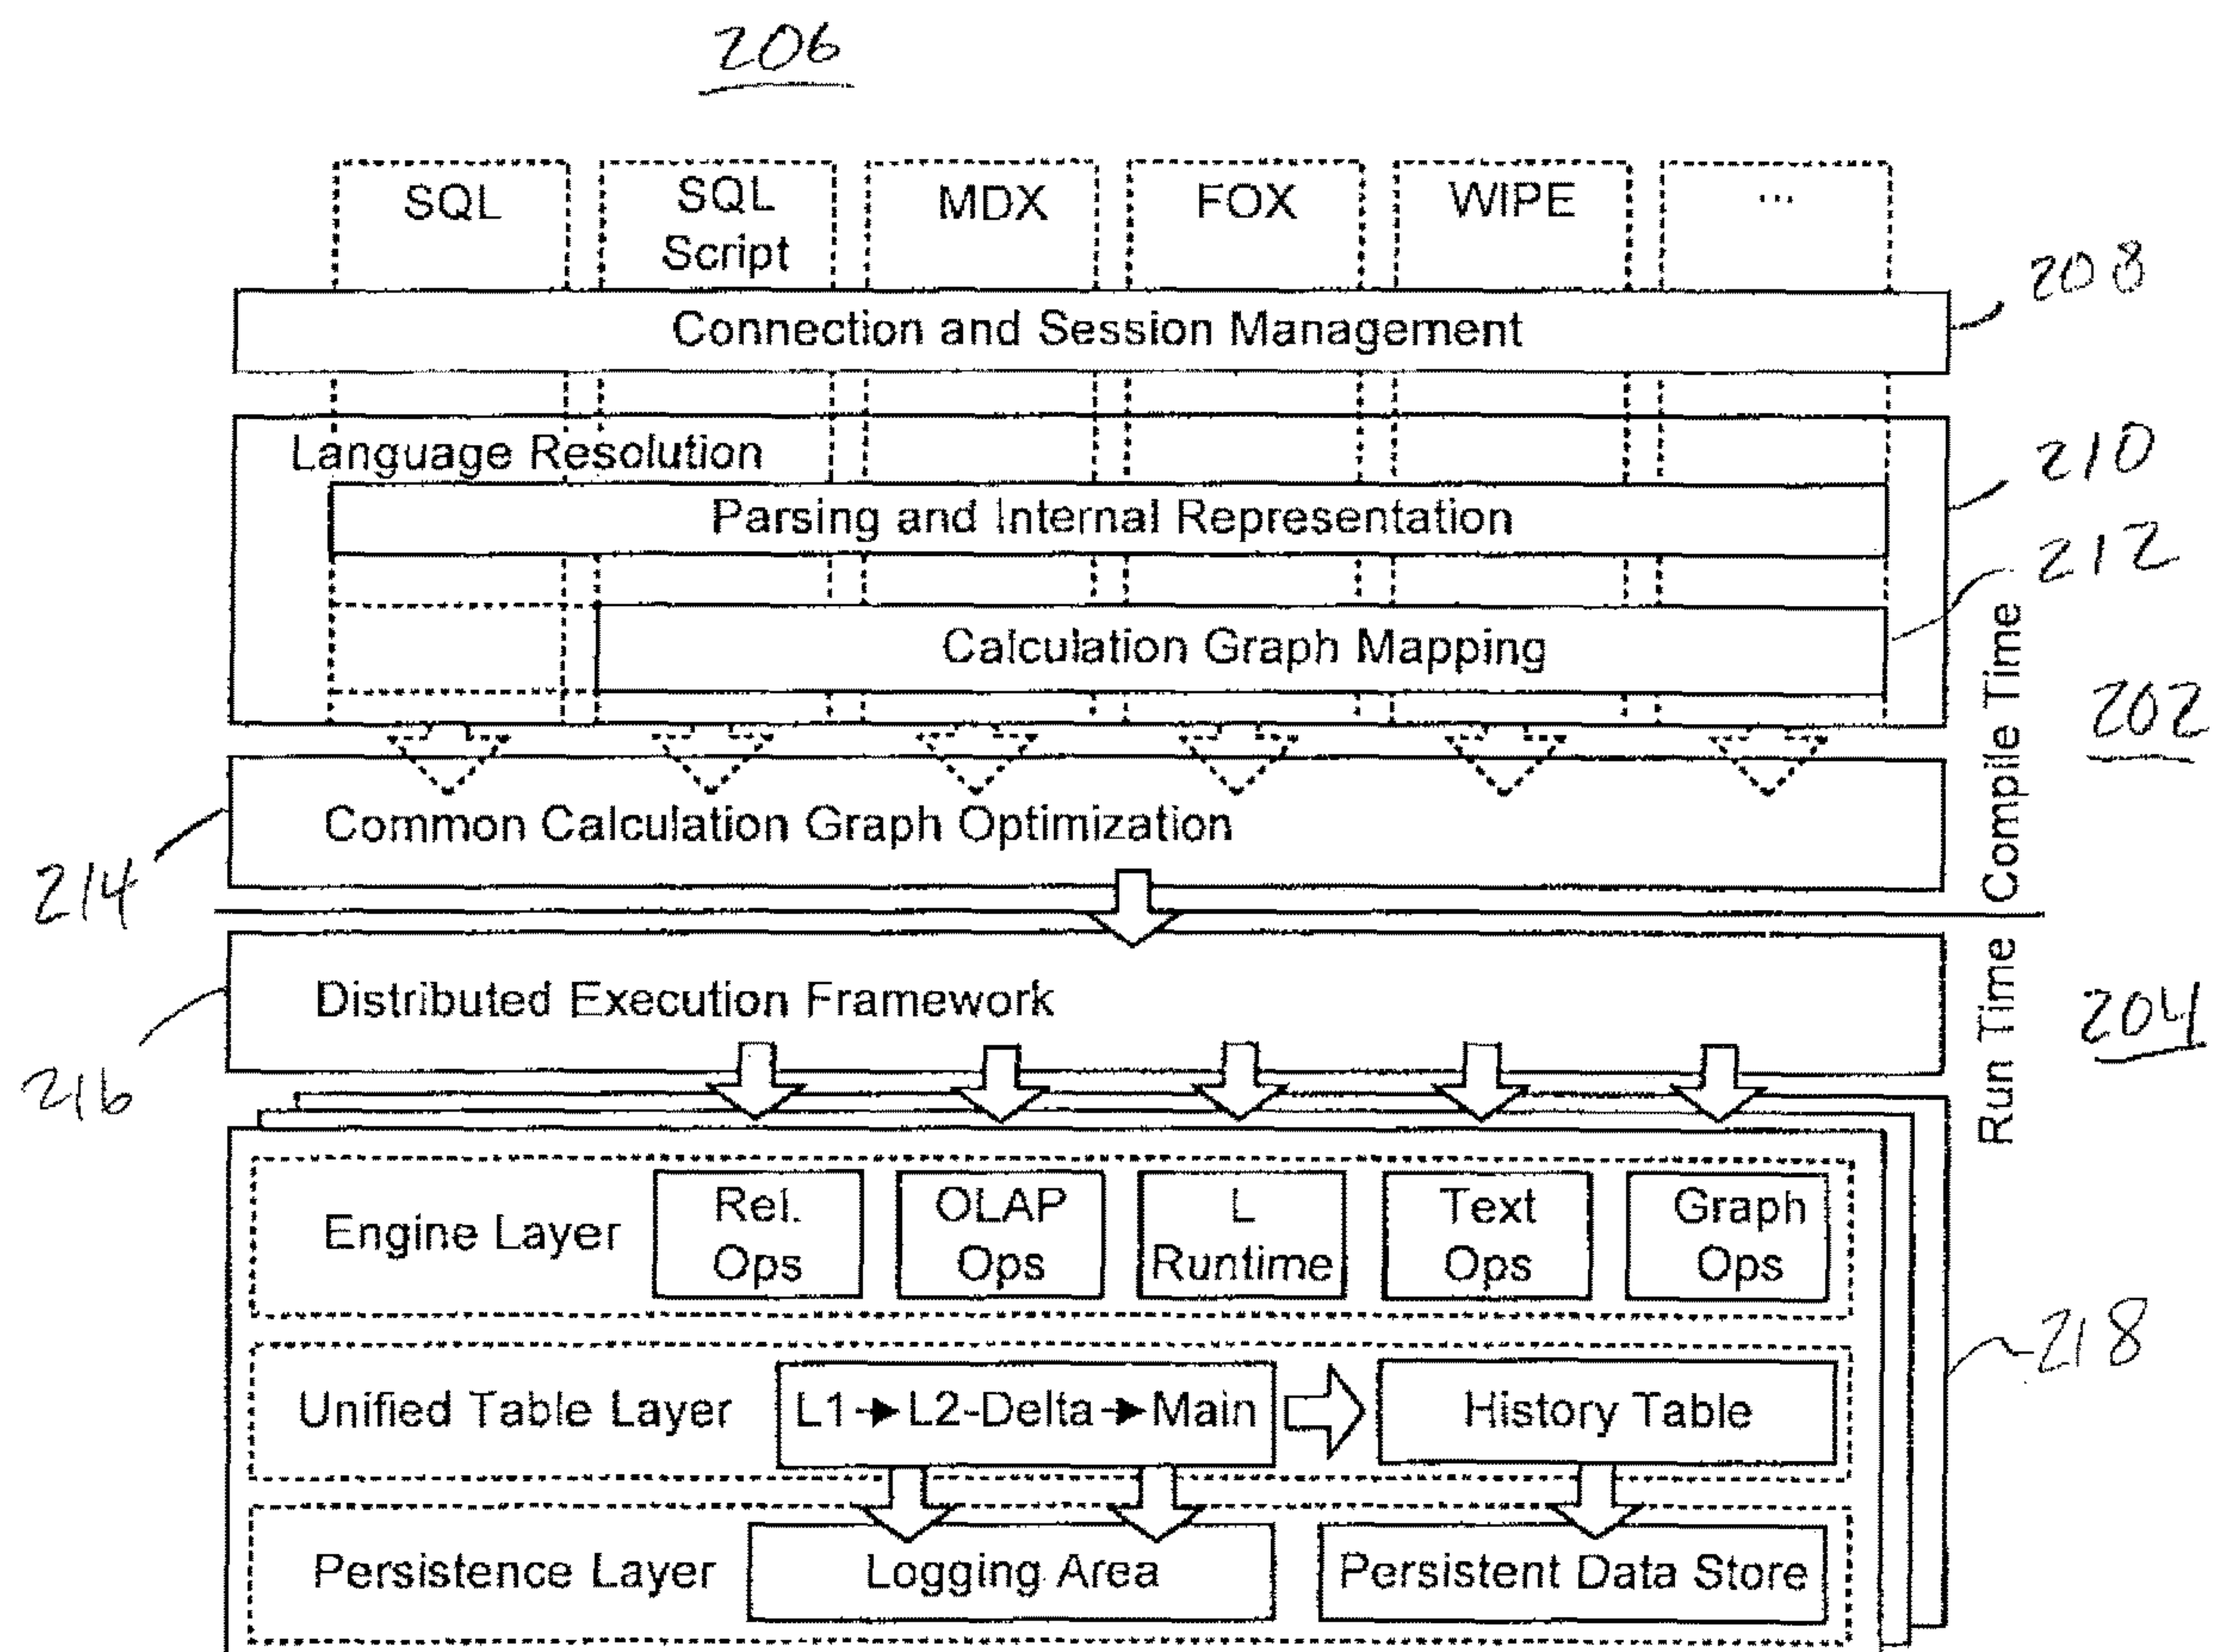 206
SQL
SQL
Script
MDX
FOX
WIPE
...
Connection and Session Management
208
Language Resolution
210
Parsing and Internal Representation
212
Calculation Graph Mapping
Compile Time
202
Common Calculation Graph Optimization
214
Distributed Execution Framework
216
Run Time
204
Engine Layer
Rel.
Ops
OLAP
Ops
L
Runtime
Text
Ops
Graph
Ops
218
Unified Table Layer
L1→L2-Delta→Main
History Table
Persistence Layer
Logging Area
Persistent Data Store